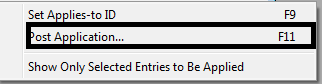 Set Applies-to ID F9
Post Application... F11
Show Only Selected Entries to Be Applied